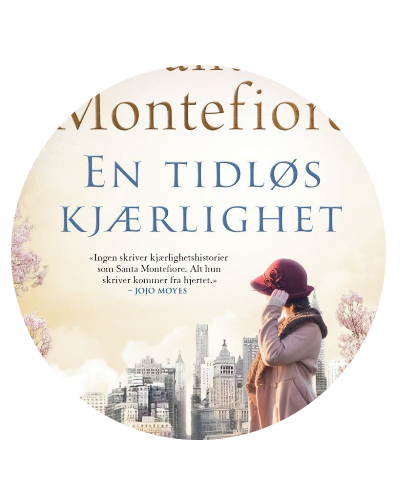 Montefiore
EN TIDLØS
KJÆRLIGHET
«Ingen skriver kjærlighetshistorier
som Santa Montefiore. Alt hun
skriver kommer fra hjertet.»
– JOJO MOYES